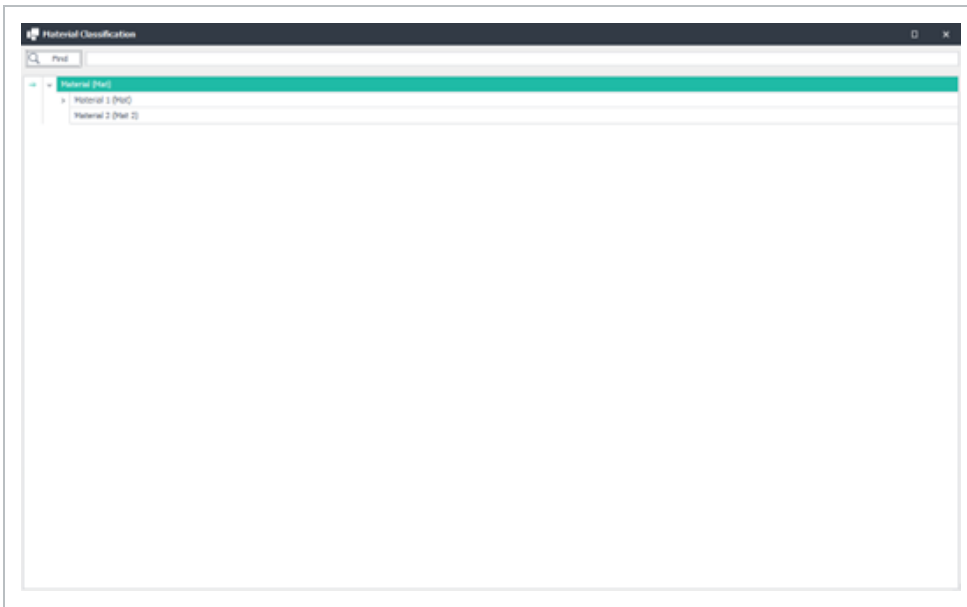 Material Classification
Find
Material (Mat)
Material 1 (Mat)
Material 2 (Mat 2)